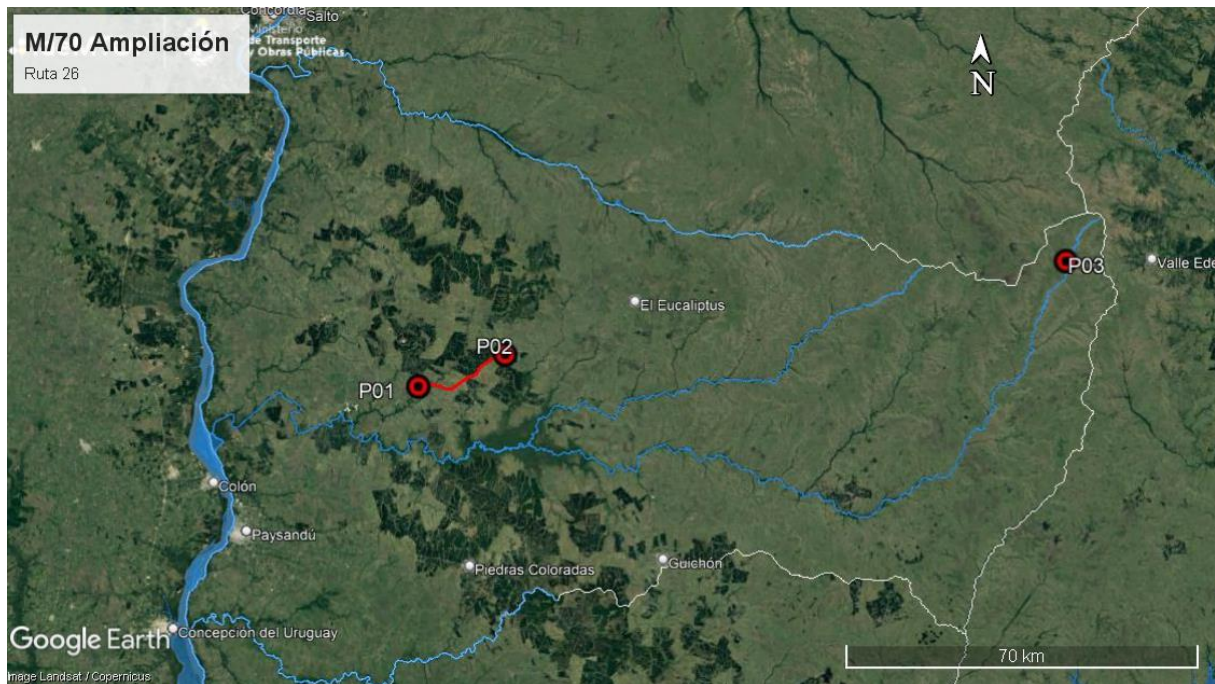 Concordia
Salto
M/70 Ampliación
Ruta 26
Ministerio
de Transporte
y Obras Públicas
N
P03
Valle Ede
El Eucaliptus
P02
P01
Colón
Paysandú
Piedras Coloradas
Guichón
Concepción del Uruguay
Google Earth
70 km
Image Landsat / Copernicus